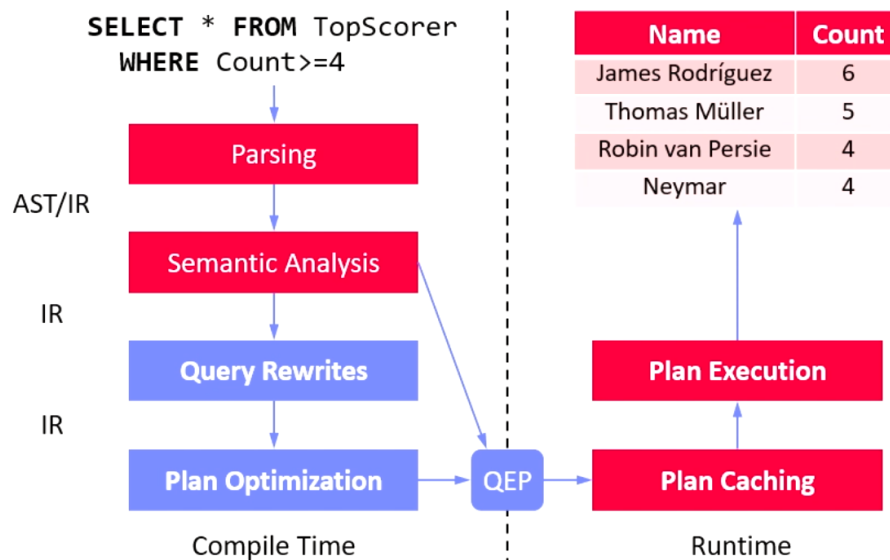 SELECT * FROM TopScorer
WHERE Count>=4
Parsing
AST/IR
Semantic Analysis
IR
Query Rewrites
IR
Plan Optimization
QEP
Compile Time
Name Count
James Rodríguez 6
Thomas Müller 5
Robin van Persie 4
Neymar 4
Plan Execution
Plan Caching
Runtime